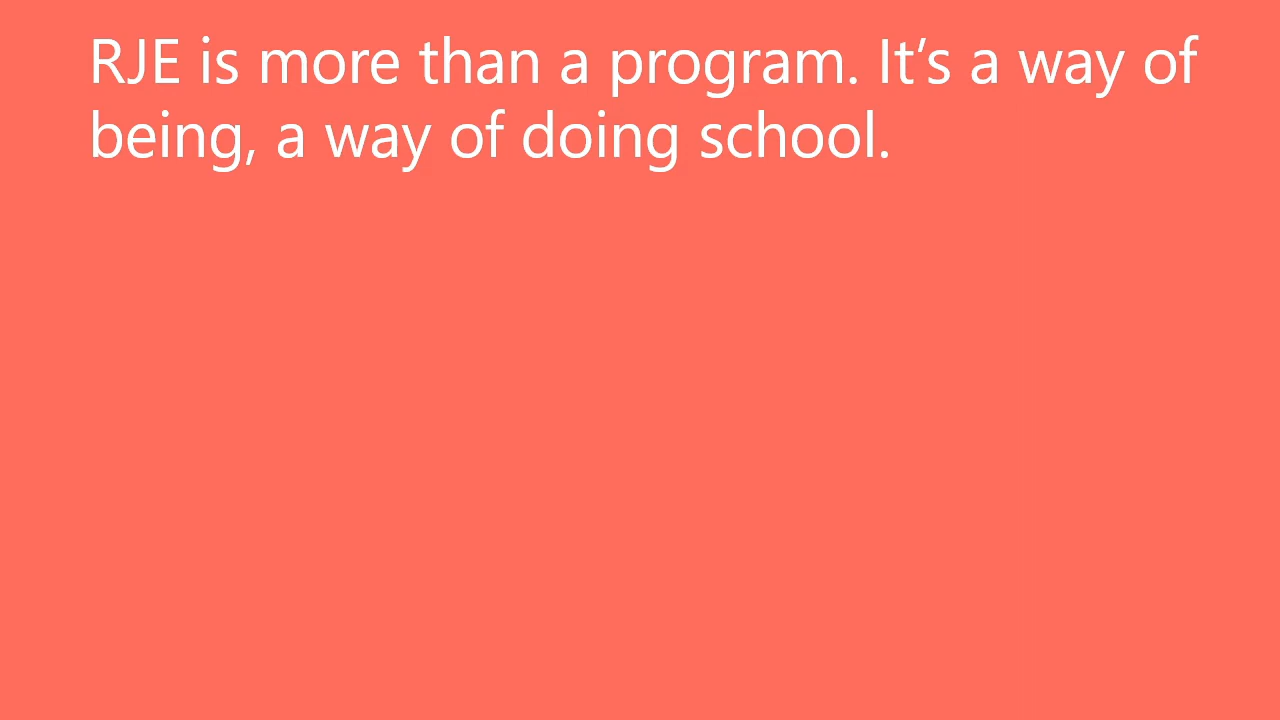 RJE is more than a program. It’s a way of
being, a way of doing school.